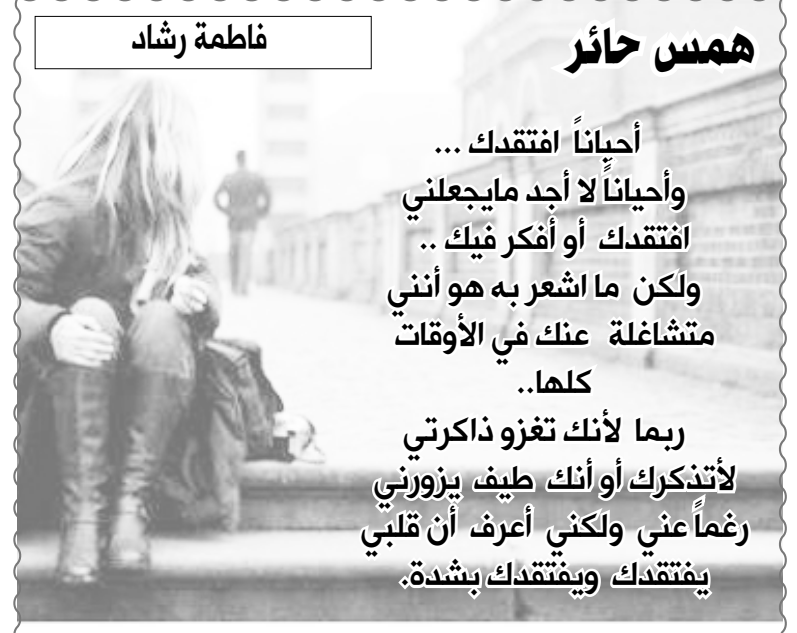 همس حائر
فاطمة رشاد
أحياناً افتقدك ...
وأحياناً لا أجد مايجعلني
افتقدك أو أفكر فيك ..
ولكن ما اشعر به هو أنني
متشاغلة عنك في الأوقات
كلها..
ربما لأنك تغزو ذاكرتي
لأتذكرك أو أنك طيف يزورني
رغماً عني ولكني أعرف أن قلبي
يفتقدك ويفتقدك بشدة.